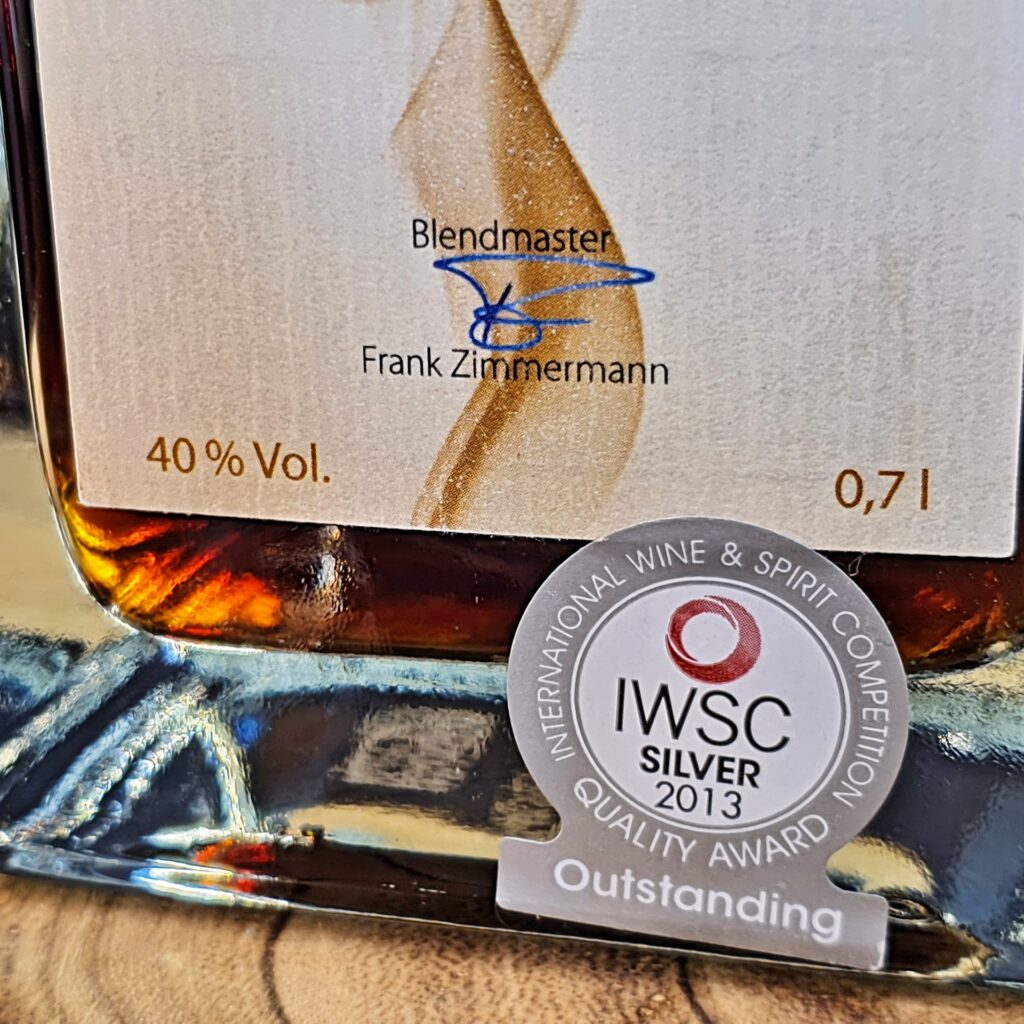 Blendmaster
Frank Zimmermann
40 % Vol.
0,7 l
INTERNATIONAL WINE & SPIRIT COMPETITION
IWSC
SILVER
2013
QUALITY AWARD
Outstanding